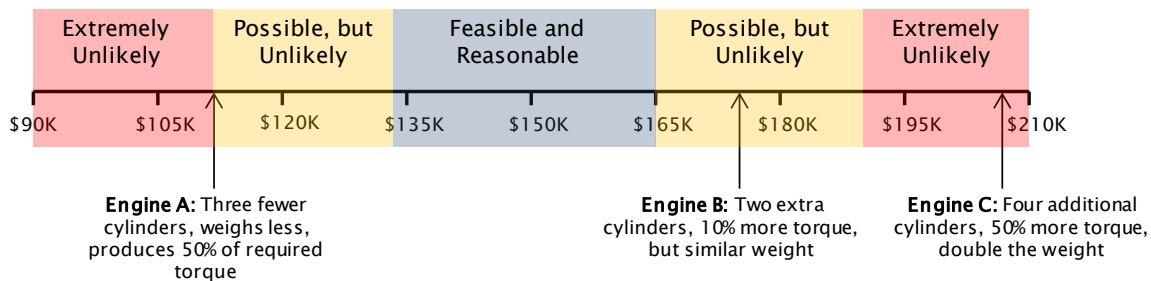 Extremely
Unlikely
Possible, but
Unlikely
Feasible and
Reasonable
Possible, but
Unlikely
Extremely
Unlikely
$90K
$105K
$120K
$135K
$150K
$165K
$180K
$195K
$210K
Engine A: Three fewer
cylinders, weighs less,
produces 50% of required
torque
Engine B: Two extra
cylinders, 10% more torque,
but similar weight
Engine C: Four additional
cylinders, 50% more torque,
double the weight